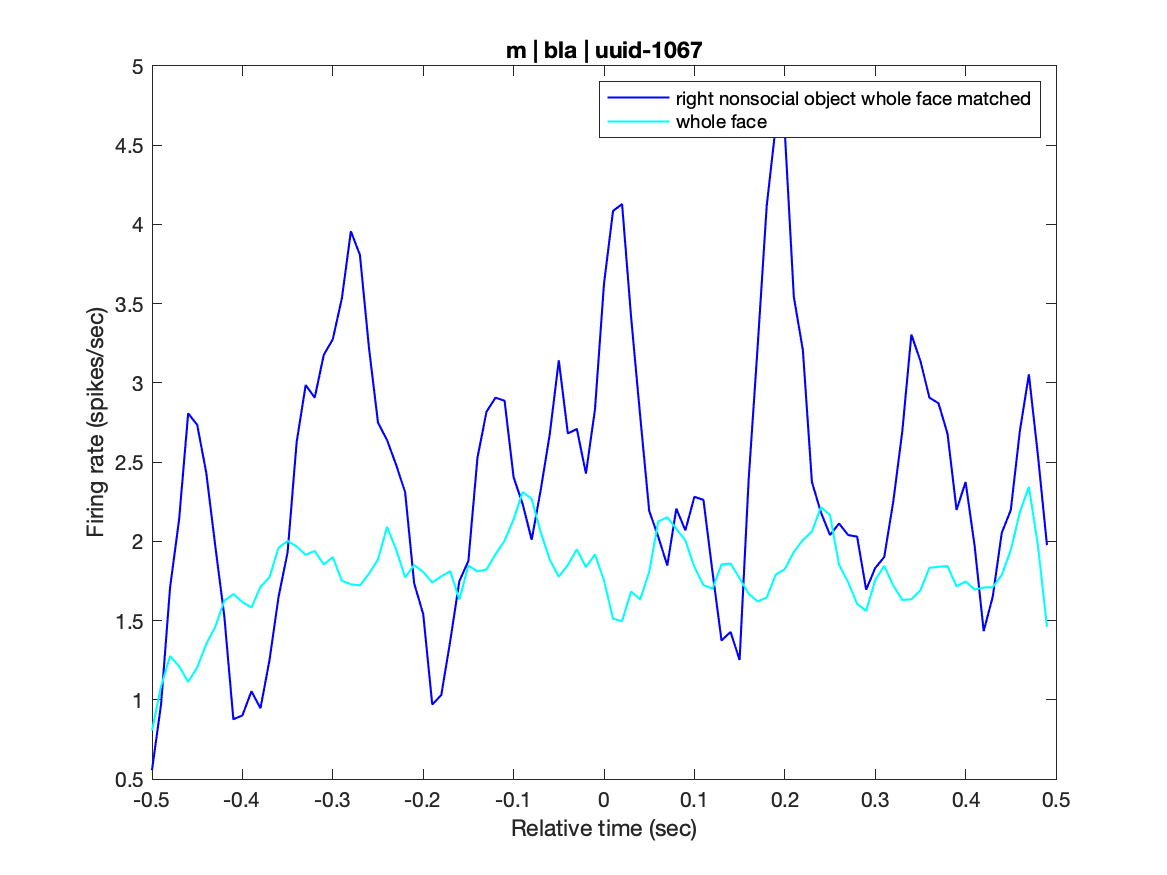 m | bla | uuid-1067
right nonsocial object whole face matched
whole face
5
4.5
4
3.5
3
2.5
2
1.5
1
0.5
Firing rate (spikes/sec)
-0.5 -0.4 -0.3 -0.2 -0.1 0 0.1 0.2 0.3 0.4 0.5
Relative time (sec)